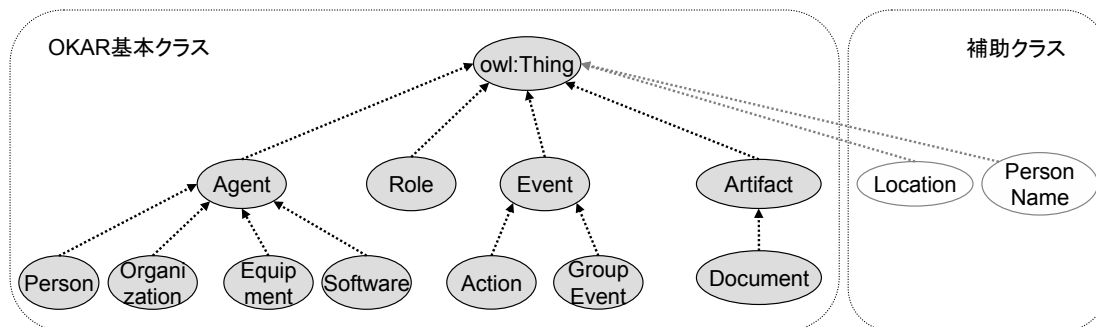 OKAR基本クラス
補助クラス
owl:Thing
Agent
Role
Event
Artifact
Location
Person
Name
Person
Organi
zation
Equip
ment
Software
Action
Group
Event
Document